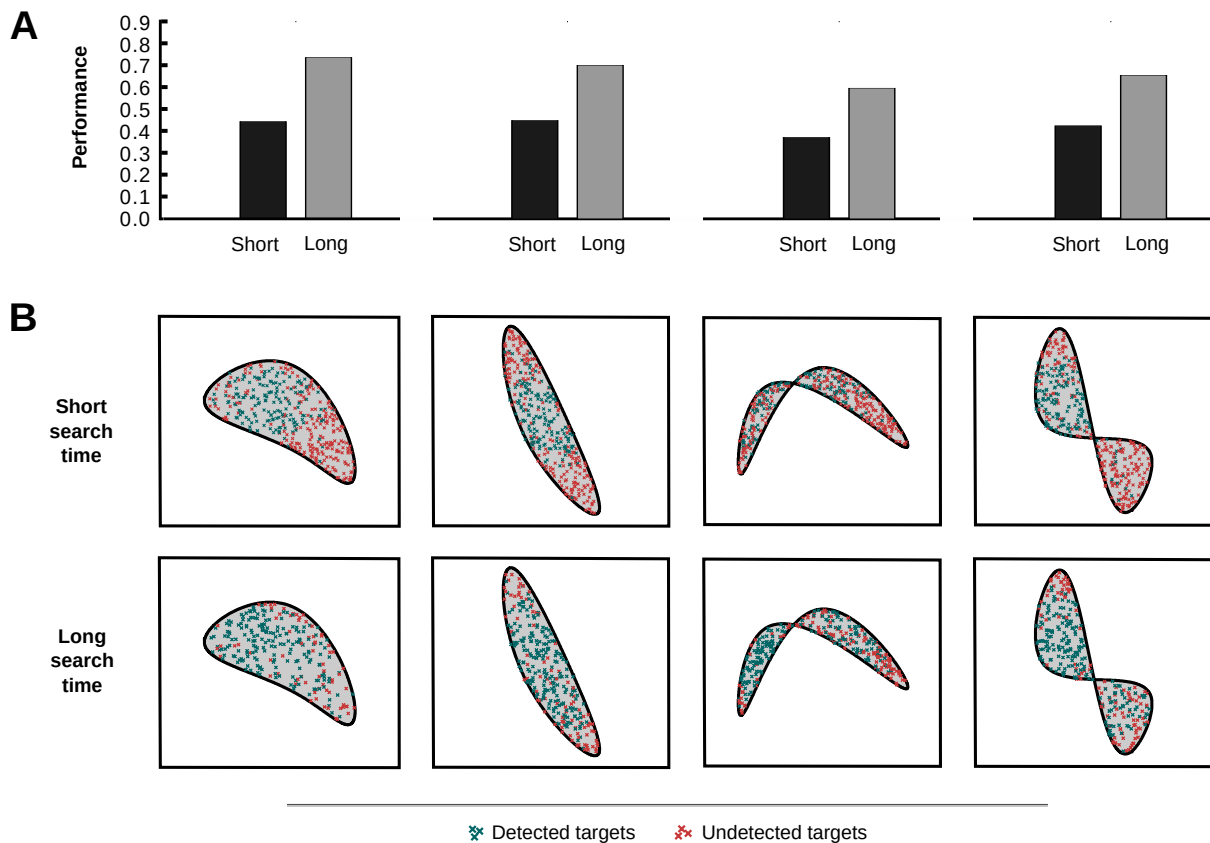 A
Performance
0.9
0.8
0.7
0.6
0.5
0.4
0.3
0.2
0.1
0.0
Short Long Short Long Short Long Short Long
B
Short
search
time
Long
search
time
Detected targets Undetected targets